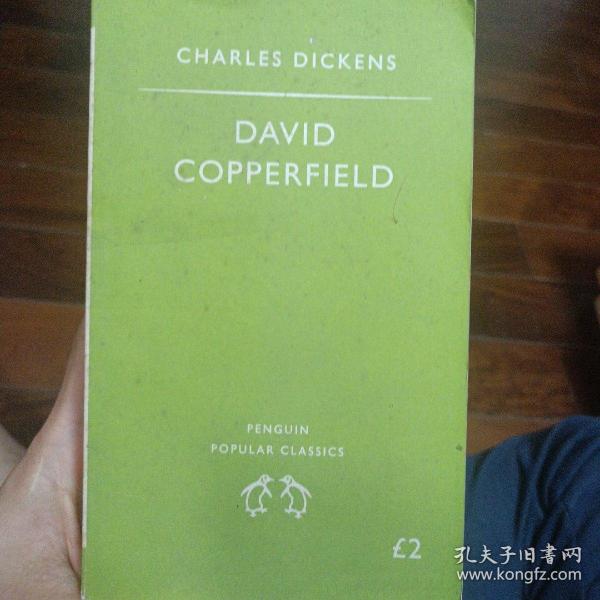 CHARLES DICKENS
DAVID
COPPERFIELD
PENGUIN
POPULAR CLASSICS
£2
孔夫子旧书网
www.kongfz.com